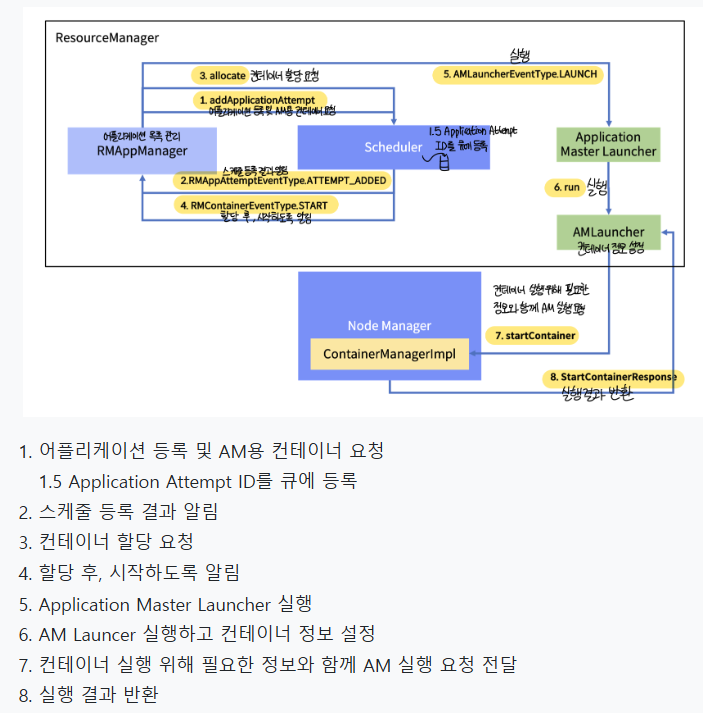 ResourceManager
실행
3. allocate 컨테이너 할당 요청
5. AMLauncherEventType.LAUNCH
1. addApplicationAttempt
어플리케이션 등록 및 AM용 컨테이너 요청
어플리케이션 목록 관리
RMAppManager
Scheduler
1.5 Application Attempt
ID를 큐에 등록
Application
Master Launcher
스케줄 등록 결과 알림
2.RMAppAttemptEventType.ATTEMPT_ADDED
4. RMContainerEventType.START
할당 후, 시작하도록 알림
6. run 실행
AMLauncher
컨테이너 정보 설정
컨테이너 실행 위해 필요한
정보와 함께 AM 실행 요청
Node Manager
7. startContainer
ContainerManagerImpl
8. StartContainerResponse
실행결과 반환
1. 어플리케이션 등록 및 AM용 컨테이너 요청
1.5 Application Attempt ID를 큐에 등록
2. 스케줄 등록 결과 알림
3. 컨테이너 할당 요청
4. 할당 후, 시작하도록 알림
5. Application Master Launcher 실행
6. AM Launcer 실행하고 컨테이너 정보 설정
7. 컨테이너 실행 위해 필요한 정보와 함께 AM 실행 요청 전달
8. 실행 결과 반환